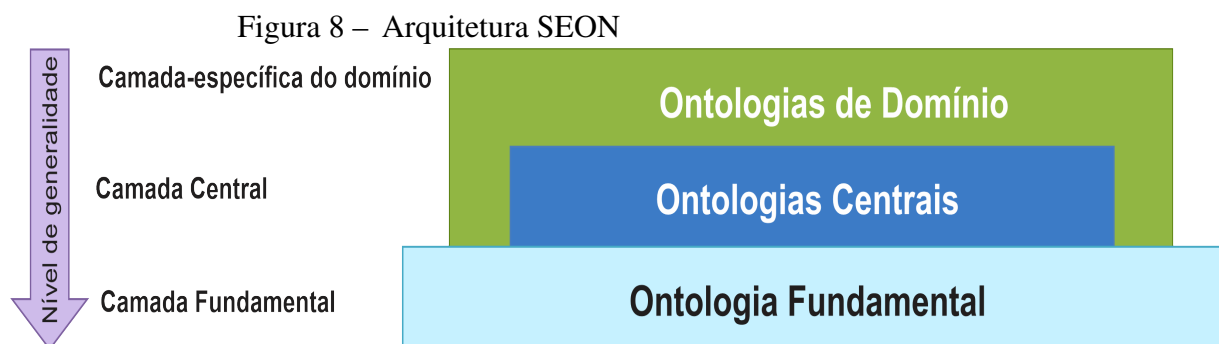 Figura 8 – Arquitetura SEON
Nível de generalidade
Camada-específica do domínio
Ontologias de Domínio
Camada Central
Ontologias Centrais
Camada Fundamental
Ontologia Fundamental